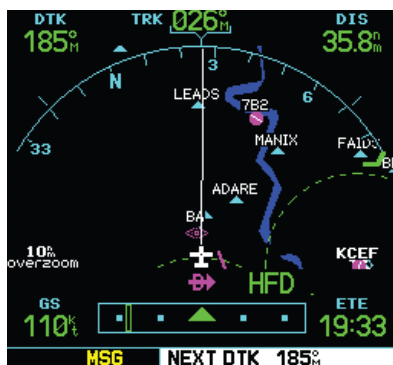 DTK TRK 026°M DIS
185°M 35.8nm
N 3
LEADS
7B2 6
MANIX FAIDS
33
ADARE
BA
10nm
overzoom KCEF
D
HFD
GS ETE
110kt 19:33
MSG NEXT DTK 185°M